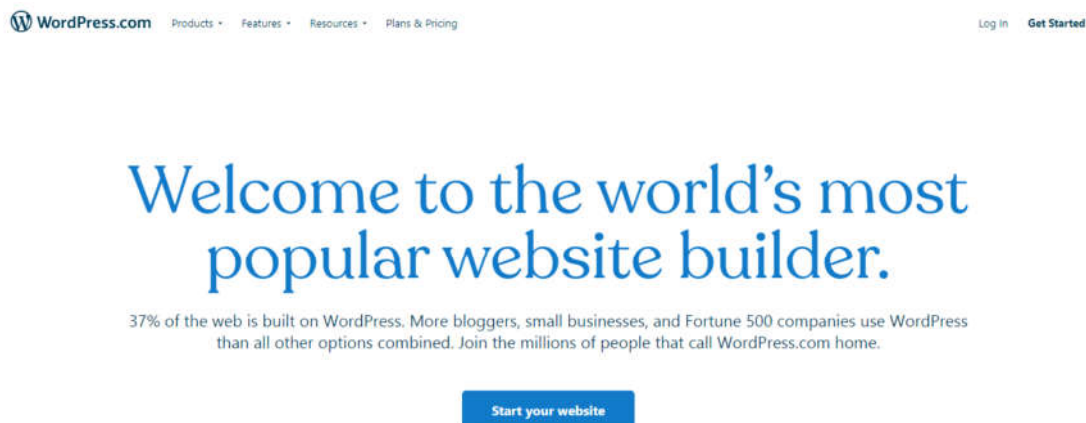 WordPress.com Products Features Resources Plans & Pricing Log In Get Started
Welcome to the world's most
popular website builder.
37% of the web is built on WordPress. More bloggers, small businesses, and Fortune 500 companies use WordPress
than all other options combined. Join the millions of people that call WordPress.com home.
Start your website